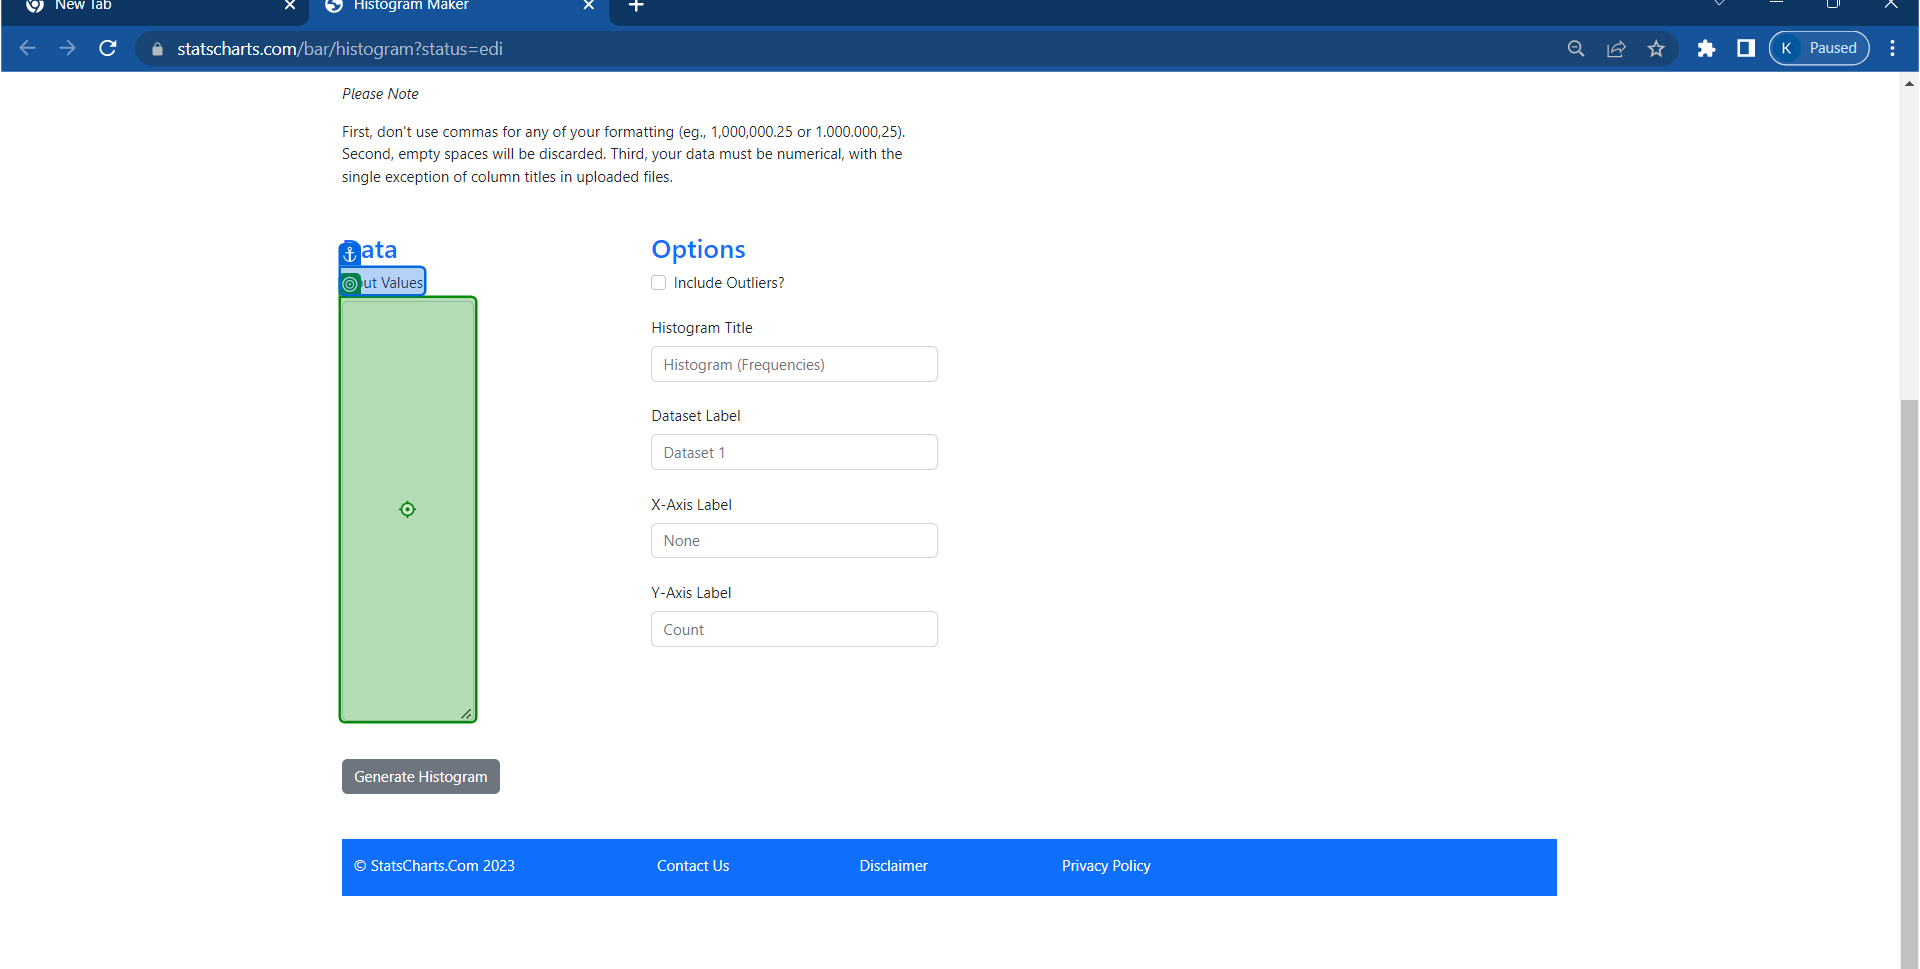 New Tab
Histogram Maker
statscharts.com/bar/histogram?status=edi
K Paused
Please Note
First, don't use commas for any of your formatting (eg., 1,000,000.25 or 1.000.000,25).
Second, empty spaces will be discarded. Third, your data must be numerical, with the
single exception of column titles in uploaded files.
Data
Options
Values
Include Outliers?
Histogram Title
Histogram (Frequencies)
Dataset Label
Dataset 1
X-Axis Label
None
Y-Axis Label
Count
Generate Histogram
© StatsCharts.Com 2023 Contact Us Disclaimer Privacy Policy